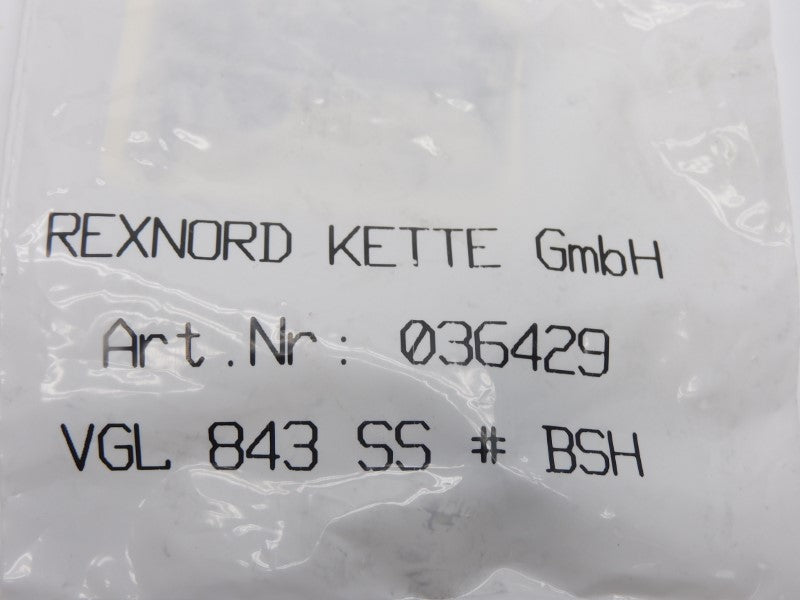 REXNORD KETTE GmbH
Art.Nr: 036429
VGL 843 SS # BSH